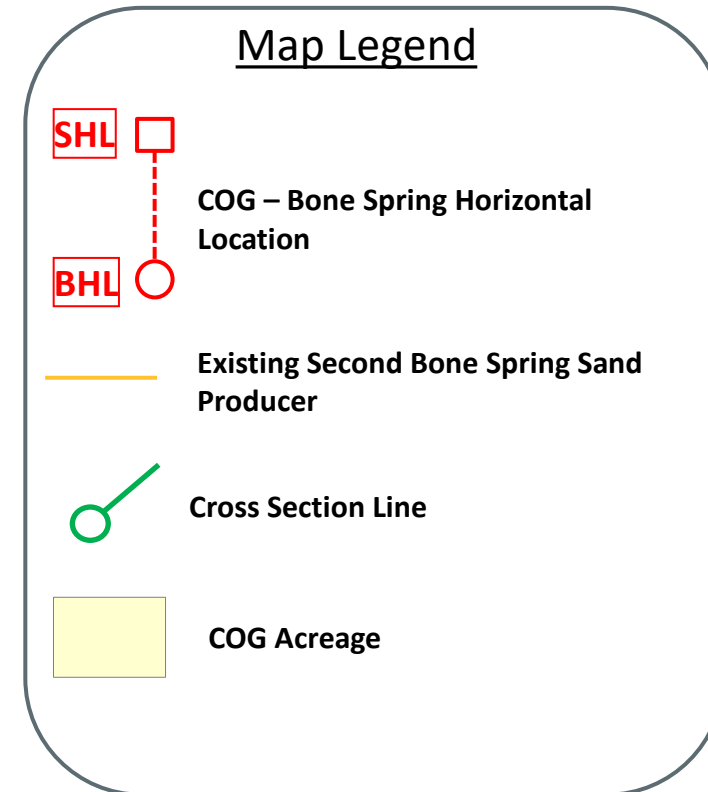 Map Legend
SHL
COG – Bone Spring Horizontal
Location
BHL
Existing Second Bone Spring Sand
Producer
Cross Section Line
COG Acreage